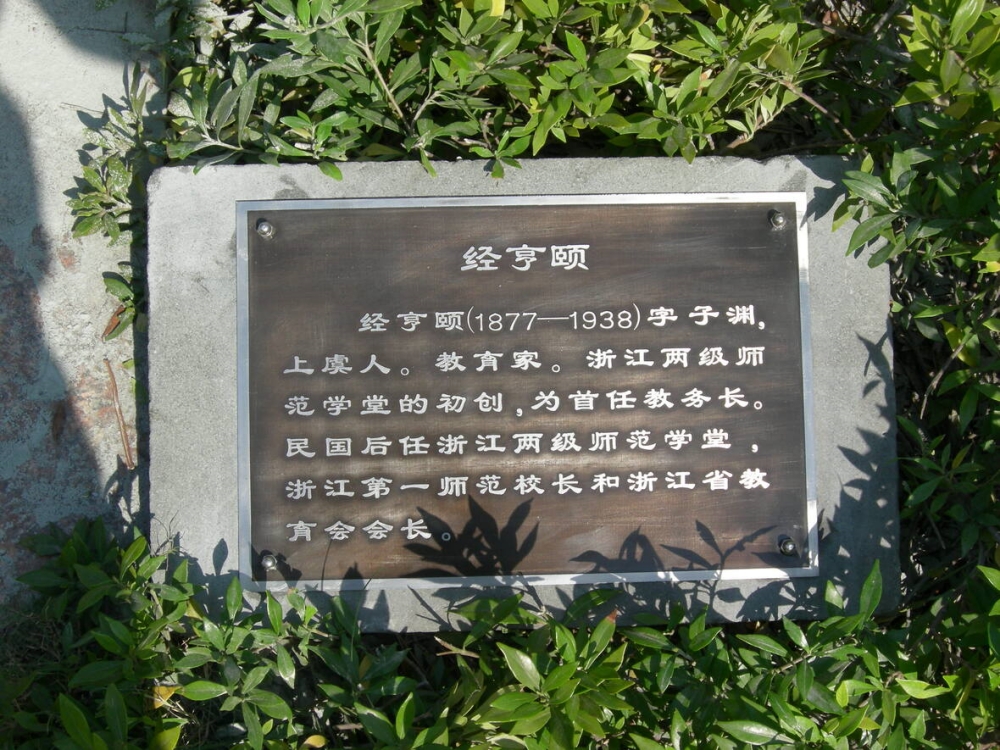 经亨颐
经亨颐(1877—1938)字子渊,
上虞人。教育家。浙江两级师
范学堂的初创,为首任教务长。
民国后任浙江两级师范学堂,
浙江第一师范校长和浙江省教
育会会长。